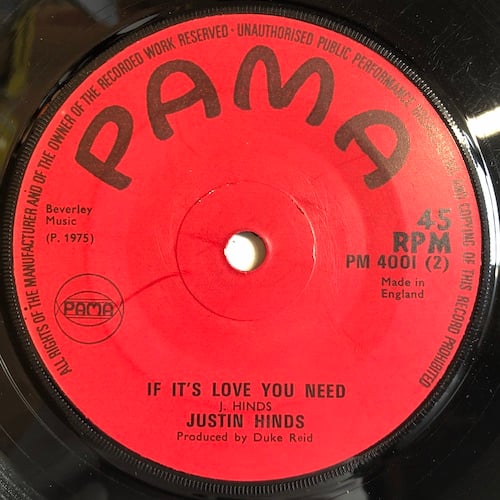 ALL RIGHTS OF THE MANUFACTURER AND OF THE OWNER OF THE RECORDED WORK RESERVED · UNAUTHORISED PUBLIC PERFORMANCE AND COPYING OF THIS RECORD PROHIBITED
PAMA
Beverley
Music
(P. 1975)
45
RPM
PM 4001 (2)
Made in
England
PAMA
IF IT'S LOVE YOU NEED
J. HINDS
JUSTIN HINDS
Produced by Duke Reid